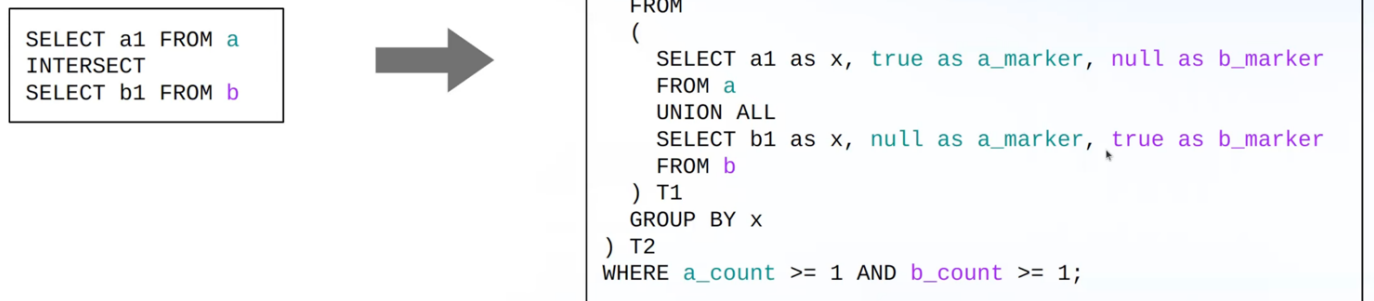 SELECT a1 FROM a
INTERSECT
SELECT b1 FROM b
FROM
(
SELECT a1 as x, true as a_marker, null as b_marker
FROM a
UNION ALL
SELECT b1 as x, null as a_marker, true as b_marker
FROM b
) T1
GROUP BY x
) T2
WHERE a_count >= 1 AND b_count >= 1;